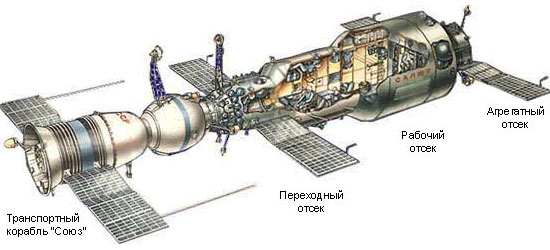 САЛЮТ
Агрегатный
отсек
Рабочий
отсек
Переходный
отсек
Транспортный
корабль "Союз"